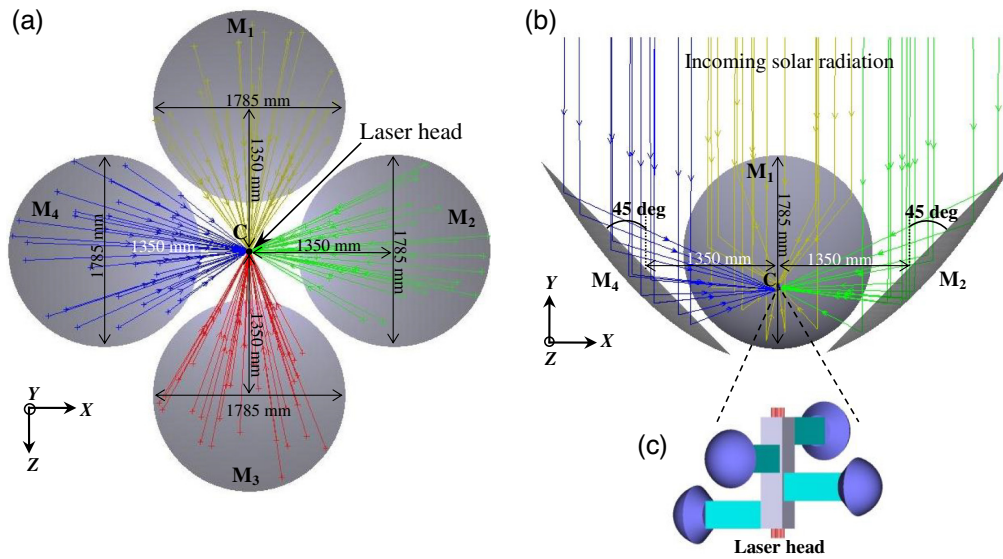 (a)
M1
1785 mm
1350 mm
Laser head
M4
1785 mm
1350 mm
C
1350 mm
M2
1785 mm
1350 mm
1785 mm
M3
Y
X
Z
(b)
Incoming solar radiation
M1
45 deg
45 deg
1785 mm
1350 mm
1350 mm
C
M4
M2
Y
X
Z
(c)
Laser head